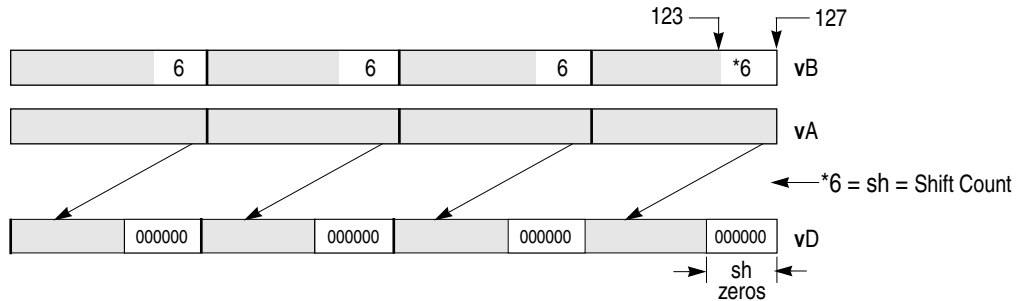 123 127
6 6 6 *6 vB
vA
*6 = sh = Shift Count
000000 000000 000000 000000 vD
sh
zeros